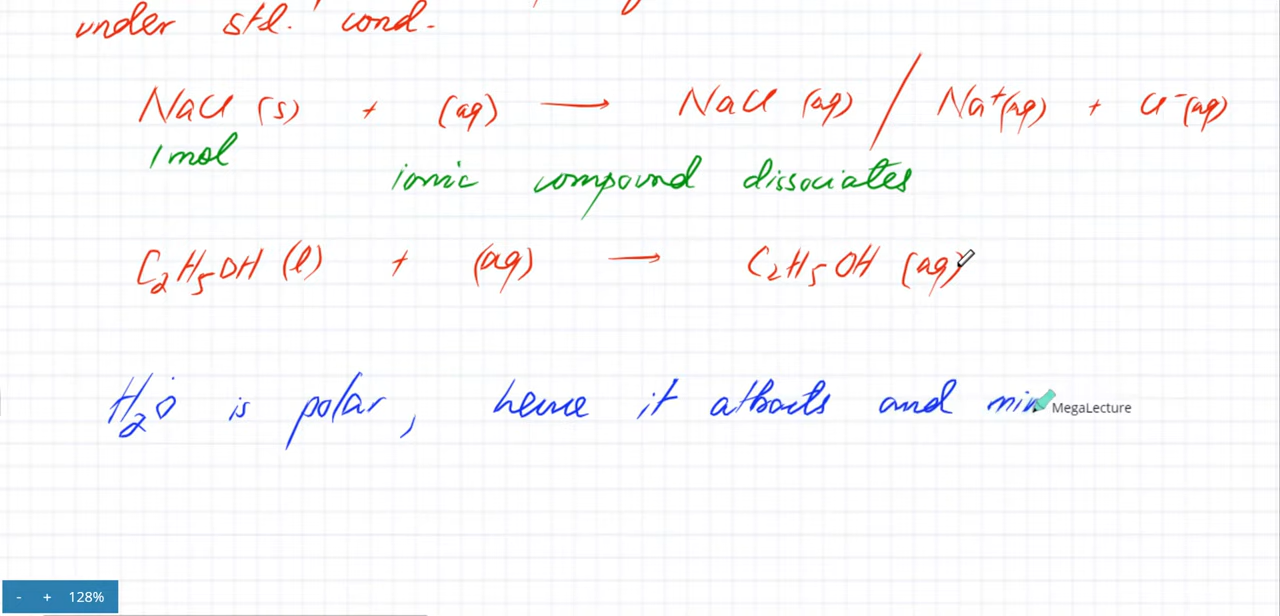 under std. cond.
NaCl (s) + (aq) → NaCl (aq) / Na⁺(aq) + Cl⁻(aq)
1 mol
ionic compound dissociates
C₂H₅OH (l) + (aq) → C₂H₅OH (aq)
H₂O is polar, hence it attracts and
MegaLecture
- + 128%